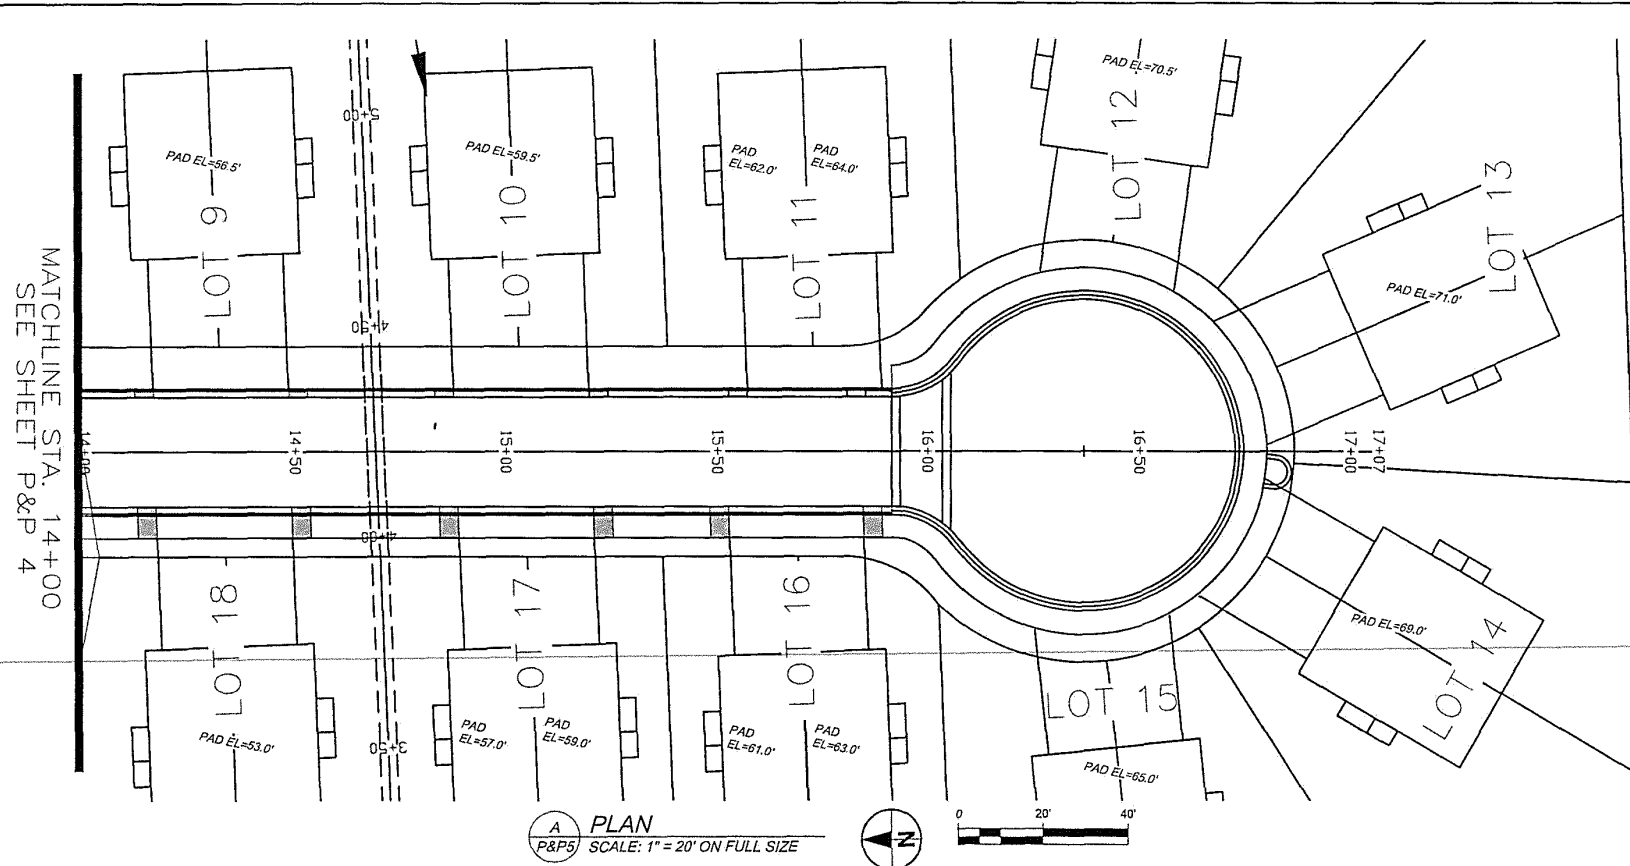 PAD EL=56.5'
LOT 9
5+00
PAD EL=59.5'
LOT 10
PAD
EL=62.0'
PAD
EL=64.0'
LOT 11
PAD EL=70.5'
LOT 12
LOT 13
PAD EL=71.0'
MATCHLINE STA. 14+00
SEE SHEET P&P 4
4+50
14+00
14+50
15+00
15+50
16+00
16+50
17+00
17+07
4+00
LOT 18
PAD EL=53.0'
3+50
LOT 17
PAD
EL=57.0'
PAD
EL=59.0'
LOT 16
PAD
EL=61.0'
PAD
EL=63.0'
LOT 15
PAD EL=65.0'
PAD EL=69.0'
LOT 14
A
P&P5
PLAN
SCALE: 1" = 20' ON FULL SIZE
N
0 20' 40'